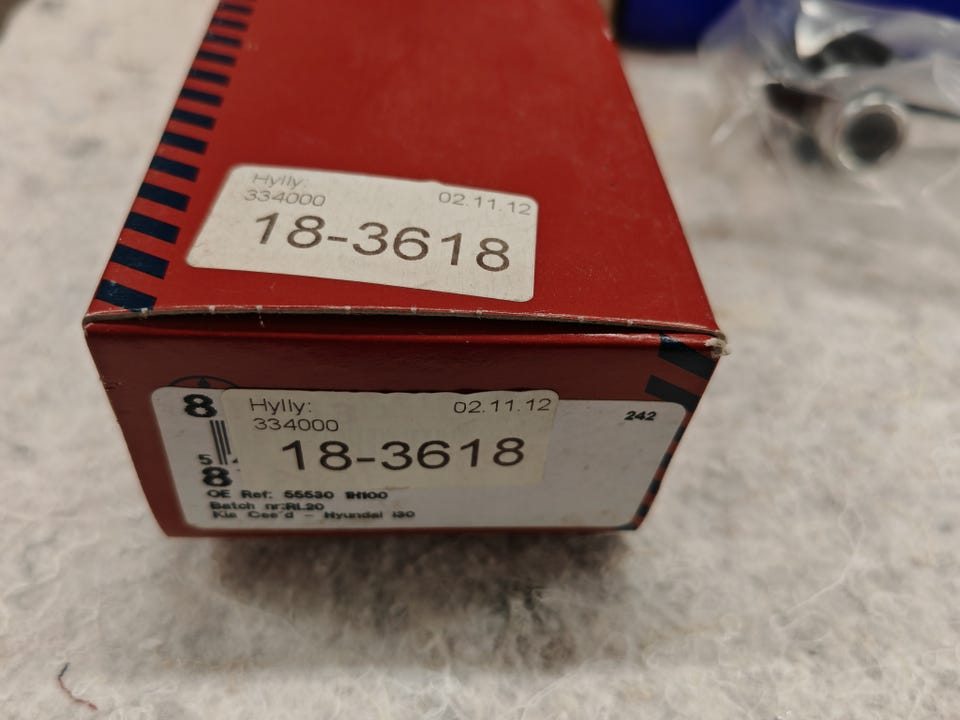 Hylly: 02.11.12
334000
18-3618
8 Hylly: 02.11.12 242
334000
18-3618
5
8
OE Ref: 55530 1H100
Batch nr:RL20
Kia Cee'd - Hyundai i30